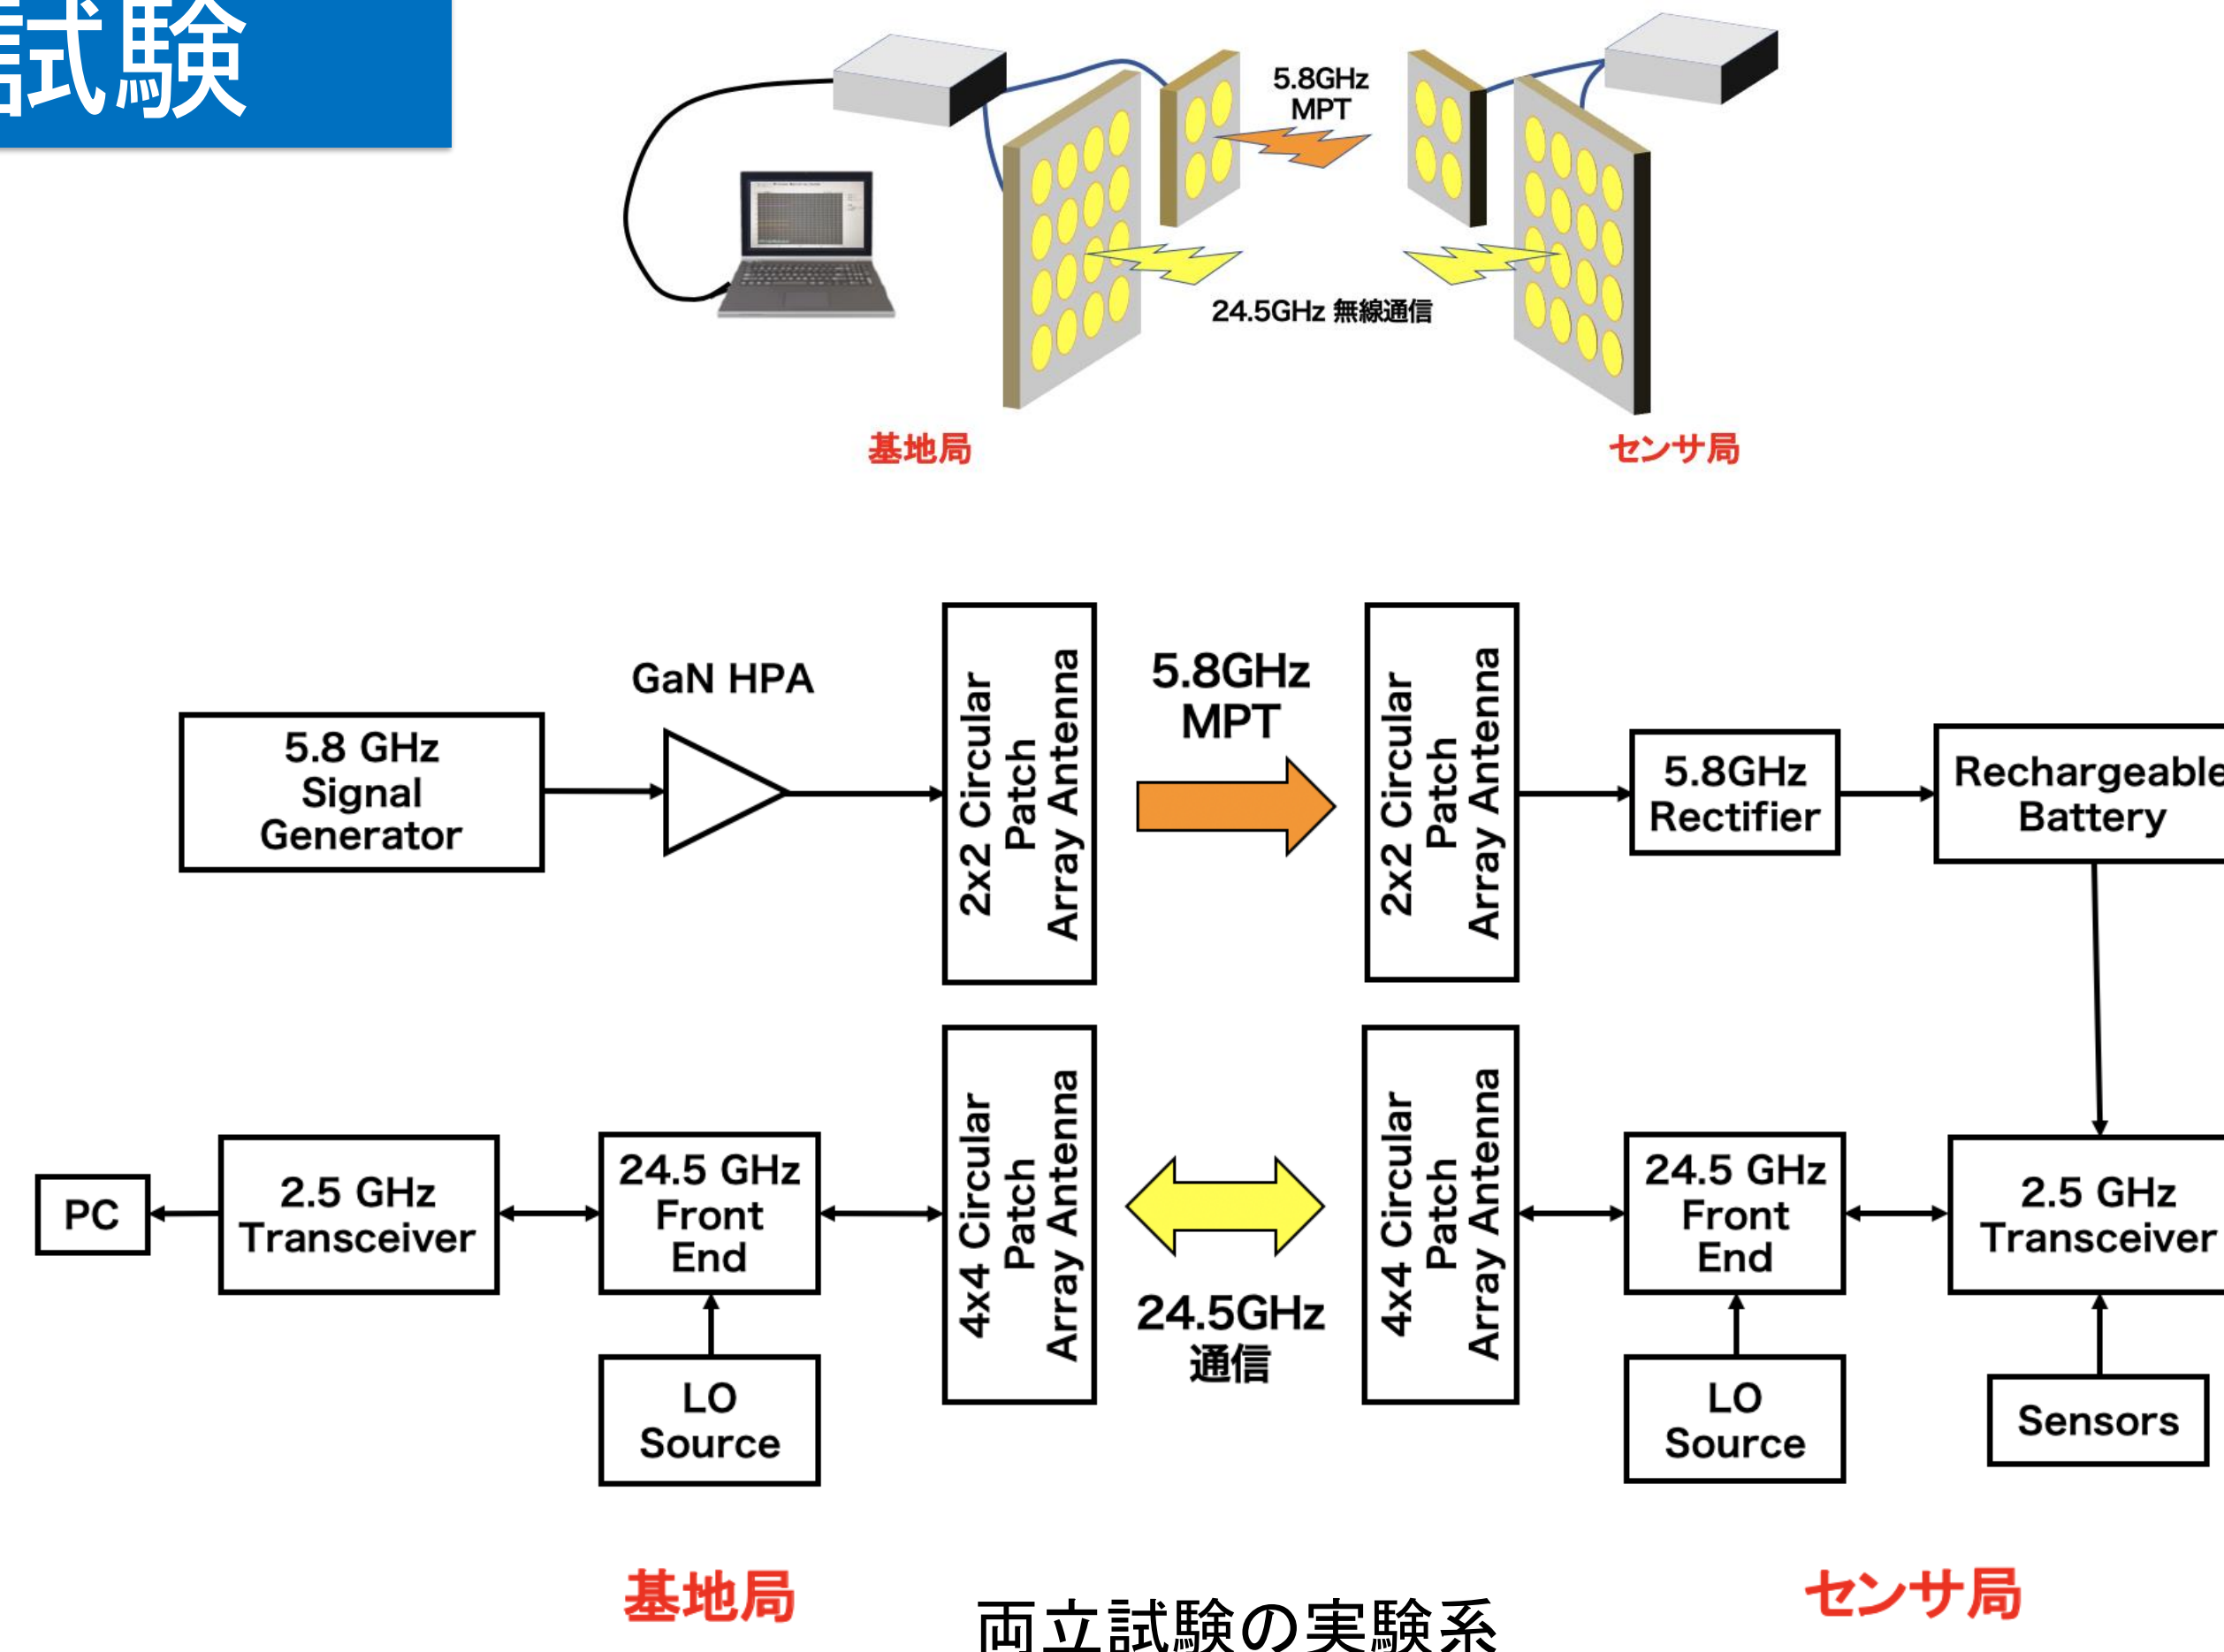 試験
5.8GHz
MPT
24.5GHz 無線通信
基地局
センサ局
GaN HPA
5.8 GHz
Signal
Generator
2x2 Circular
Patch
Array Antenna
5.8GHz
MPT
2x2 Circular
Patch
Array Antenna
5.8GHz
Rectifier
Rechargeable
Battery
PC
2.5 GHz
Transceiver
24.5 GHz
Front
End
LO
Source
4x4 Circular
Patch
Array Antenna
24.5GHz
通信
4x4 Circular
Patch
Array Antenna
24.5 GHz
Front
End
LO
Source
2.5 GHz
Transceiver
Sensors
基地局
センサ局
両立試験の実験系